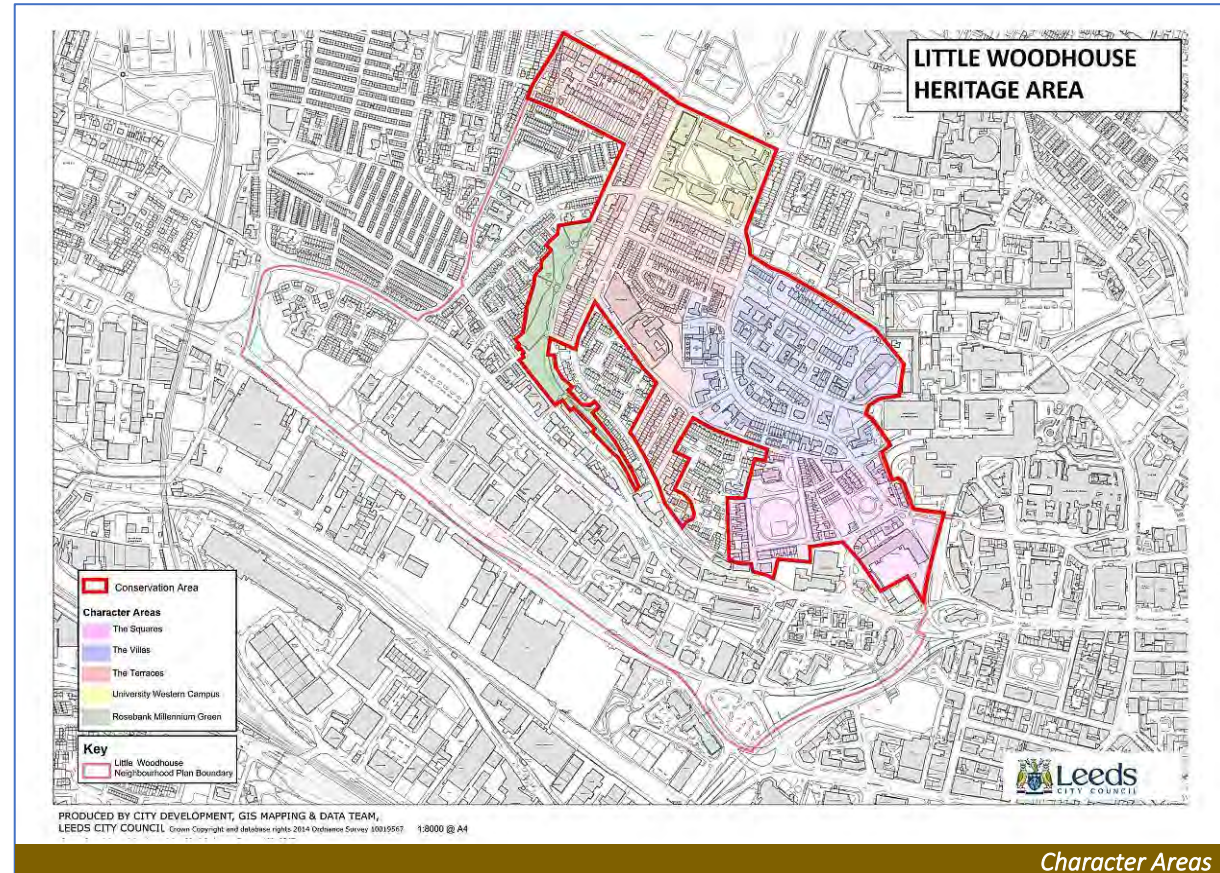 LITTLE WOODHOUSE
HERITAGE AREA
Conservation Area
Character Areas
The Squares
The Villas
The Terraces
University Western Campus
Rosebank Millennium Green
Key
Little Woodhouse
Neighbourhood Plan Boundary
Leeds
CITY COUNCIL
PRODUCED BY CITY DEVELOPMENT, GIS MAPPING & DATA TEAM,
LEEDS CITY COUNCIL Crown Copyright and database rights 2014 Ordnance Survey 10019567 1:8000 @ A4
Character Areas